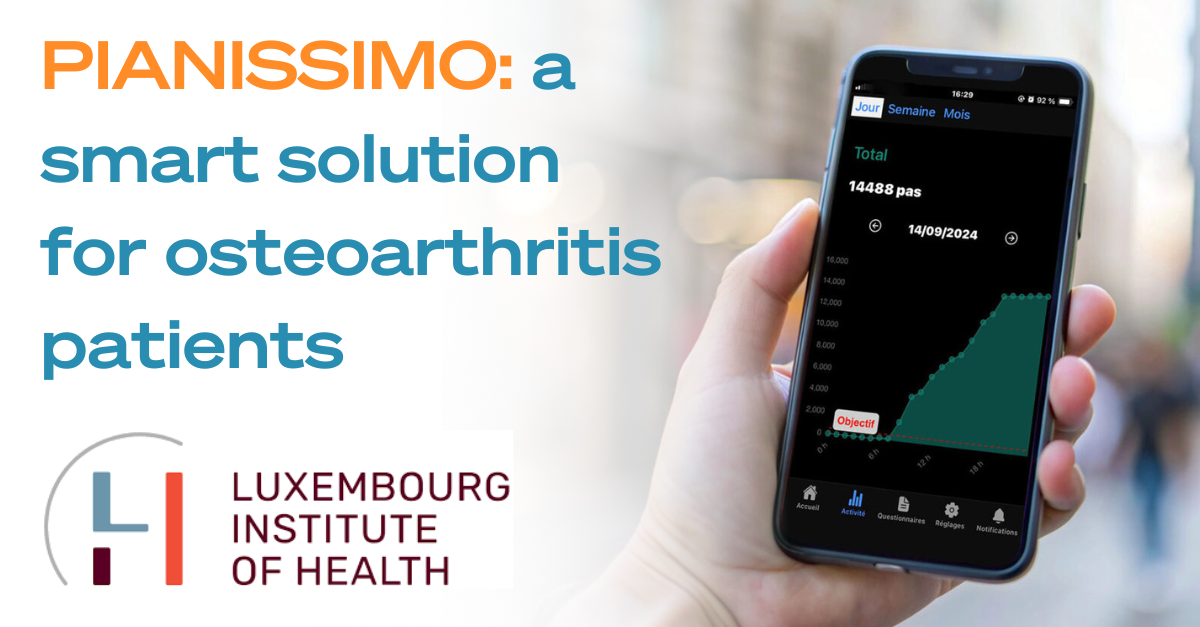 PIANISSIMO: a
smart solution
for osteoarthritis
patients
LUXEMBOURG
INSTITUTE
OF HEALTH
16:29
92 %
Jour Semaine Mois
Total
14488 pas
14/09/2024
16,000
14,000
12,000
10,000
8,000
6,000
4,000
2,000
0
Objectif
0 h
6 h
12 h
18 h
Accueil
Activité
Questionnaires
Réglages
Notifications